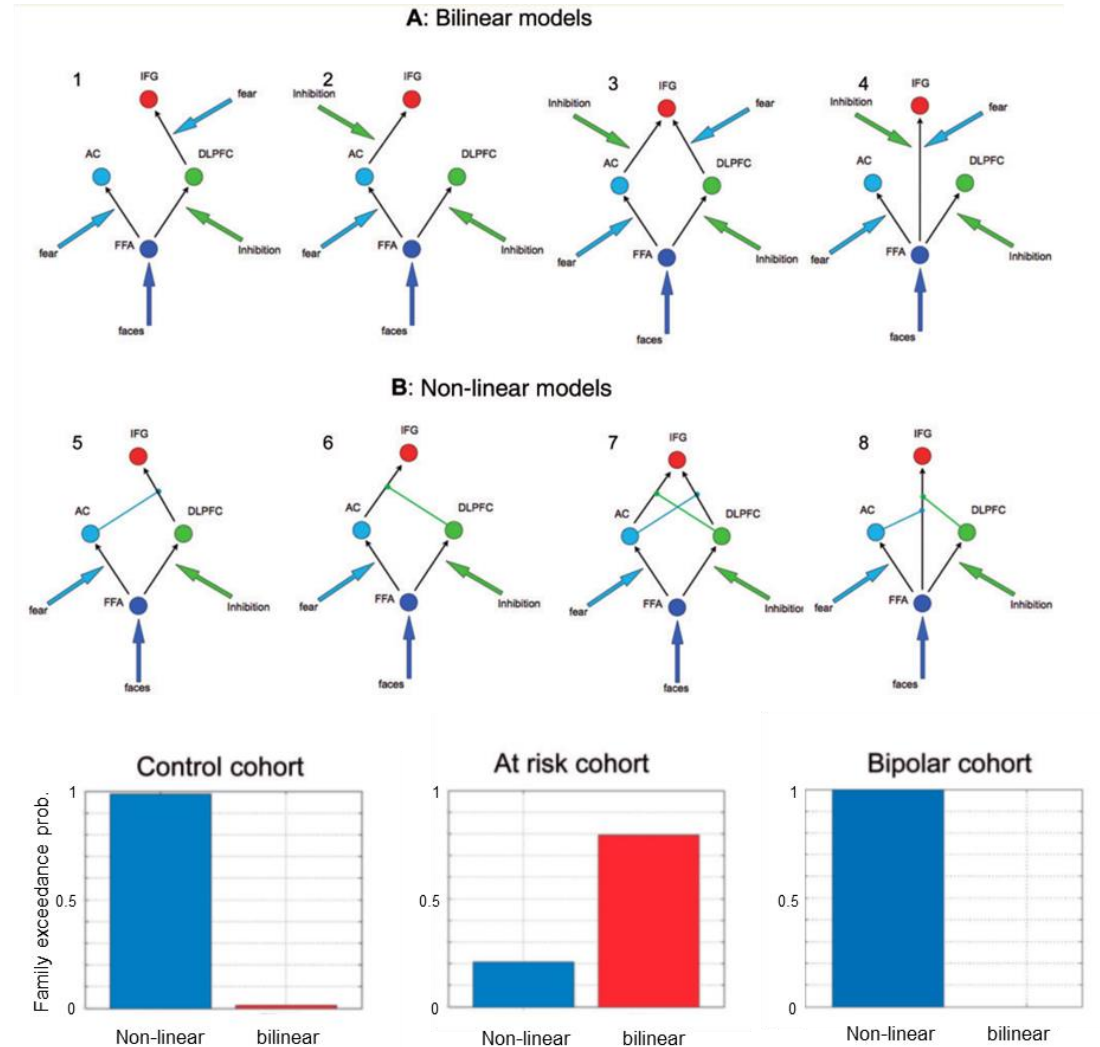 A: Bilinear models
1
IFG
fear
AC
DLPFC
fear
FFA
Inhibition
faces
2
IFG
Inhibition
AC
DLPFC
fear
FFA
Inhibition
faces
3
IFG
Inhibition
fear
AC
DLPFC
fear
FFA
Inhibition
faces
4
IFG
Inhibition
fear
AC
DLPFC
fear
FFA
Inhibition
faces
B: Non-linear models
5
IFG
AC
DLPFC
fear
FFA
Inhibition
faces
6
IFG
AC
DLPFC
fear
FFA
Inhibition
faces
7
IFG
AC
DLPFC
fear
FFA
Inhibition
faces
8
IFG
AC
DLPFC
fear
FFA
Inhibition
faces
Control cohort
Family exceedance prob.
1
0.5
0
Non-linear bilinear
At risk cohort
1
0.5
0
Non-linear bilinear
Bipolar cohort
1
0.5
0
Non-linear bilinear